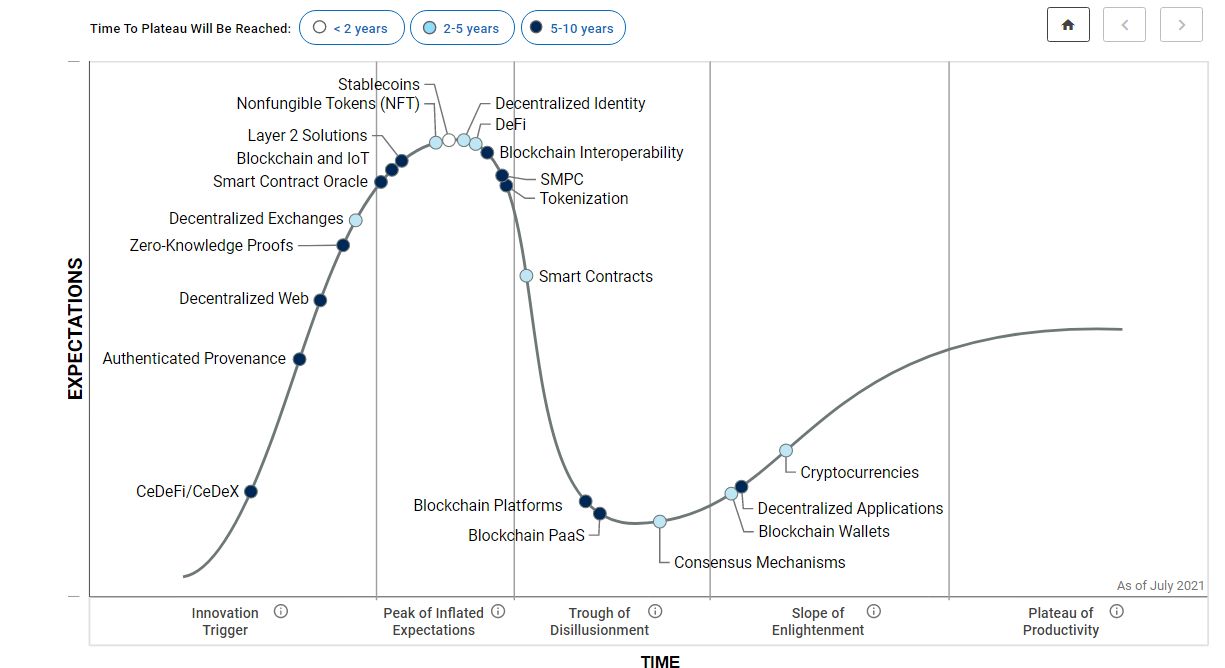 Time To Plateau Will Be Reached:
< 2 years
2-5 years
5-10 years
Stablecoins
Nonfungible Tokens (NFT)
Decentralized Identity
DeFi
Layer 2 Solutions
Blockchain and IoT
Blockchain Interoperability
Smart Contract Oracle
SMPC
Tokenization
Decentralized Exchanges
Zero-Knowledge Proofs
Smart Contracts
Decentralized Web
Authenticated Provenance
CeDeFi/CeDeX
Blockchain Platforms
Blockchain PaaS
Cryptocurrencies
Decentralized Applications
Blockchain Wallets
Consensus Mechanisms
EXPECTATIONS
As of July 2021
Innovation
Trigger
Peak of Inflated
Expectations
Trough of
Disillusionment
Slope of
Enlightenment
Plateau of
Productivity
TIME